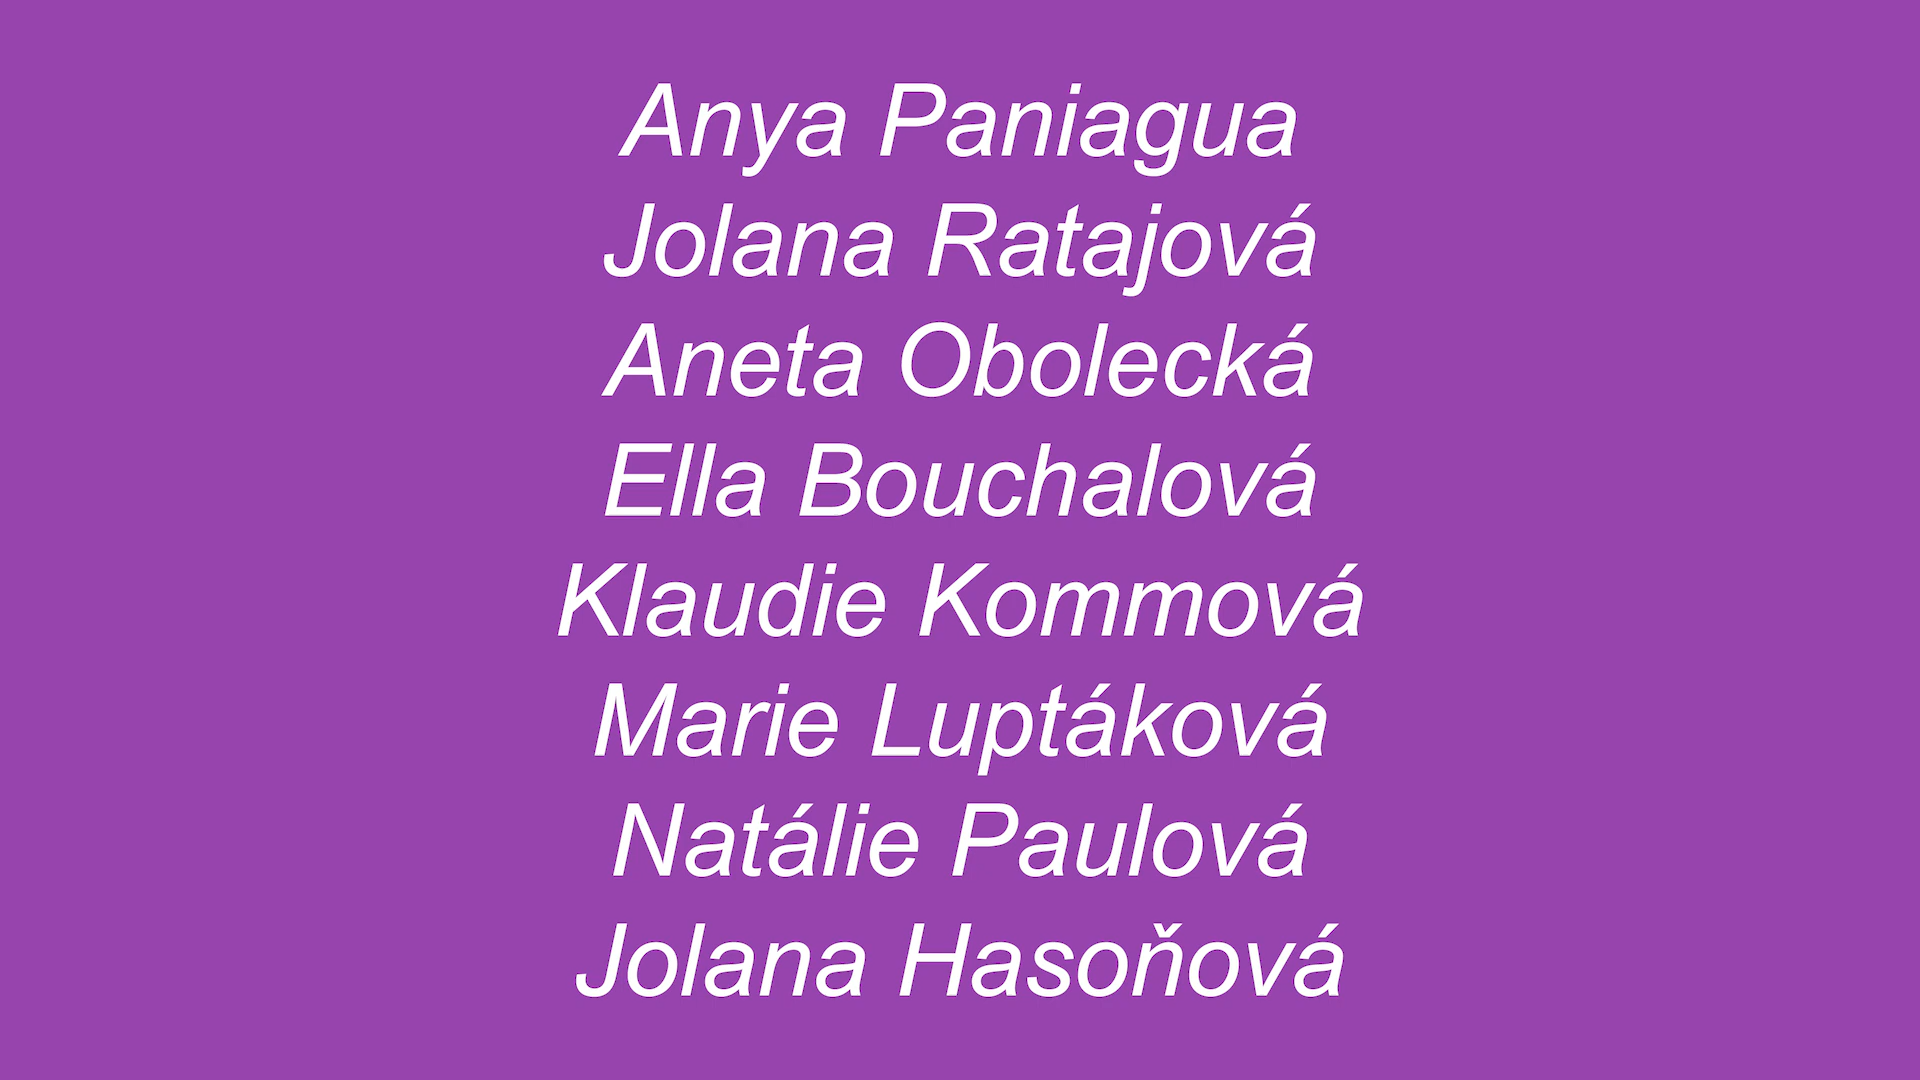 Anya Paniagua
Jolana Ratajová
Aneta Obolecká
Ella Bouchalová
Klaudie Kommová
Marie Luptáková
Natálie Paulová
Jolana Hasoňová